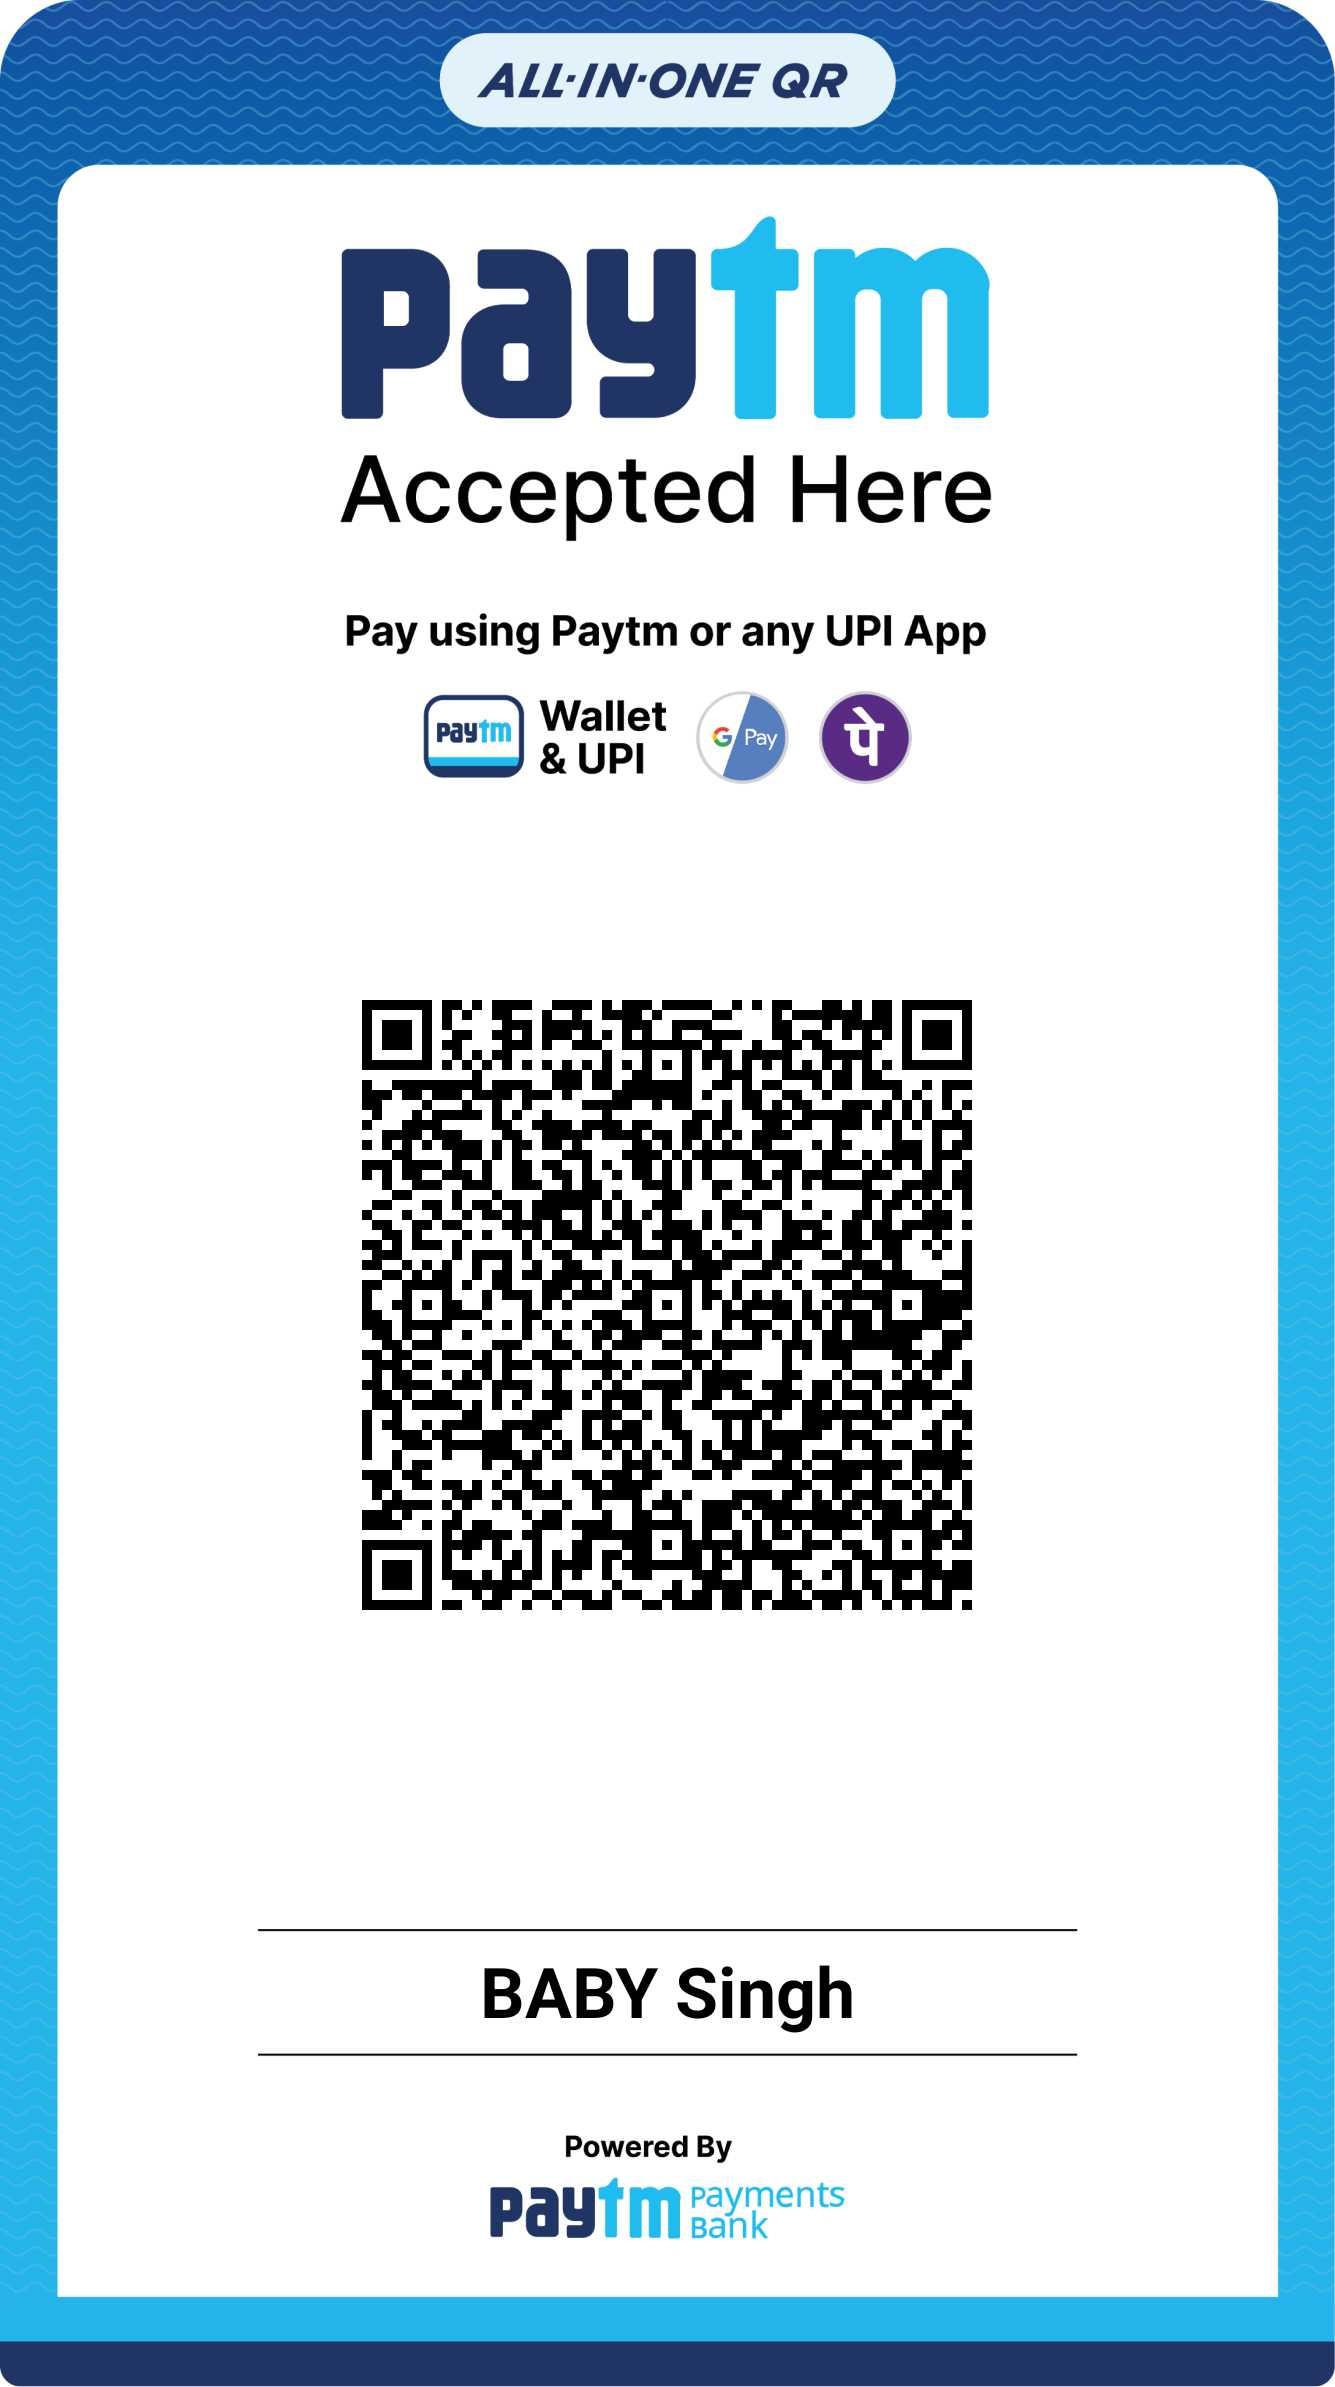 ALL·IN·ONE QR
paytm
Accepted Here
Pay using Paytm or any UPI App
paytm
Wallet
& UPI
G Pay
पे
BABY Singh
Powered By
paytm Payments
Bank